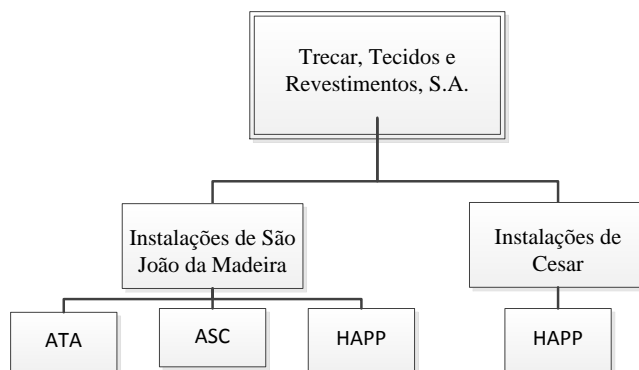 Trecar, Tecidos e
Revestimentos, S.A.
Instalações de São
João da Madeira
Instalações de
Cesar
ATA
ASC
HAPP
HAPP